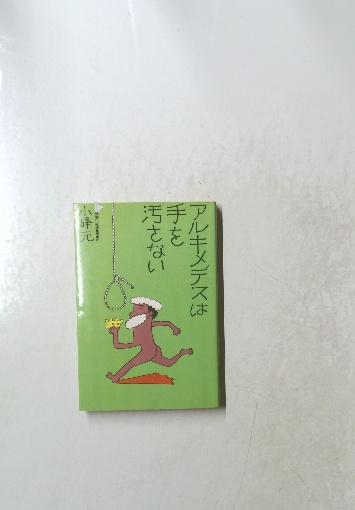 アルキメデスは
手を
汚さない
小峰元